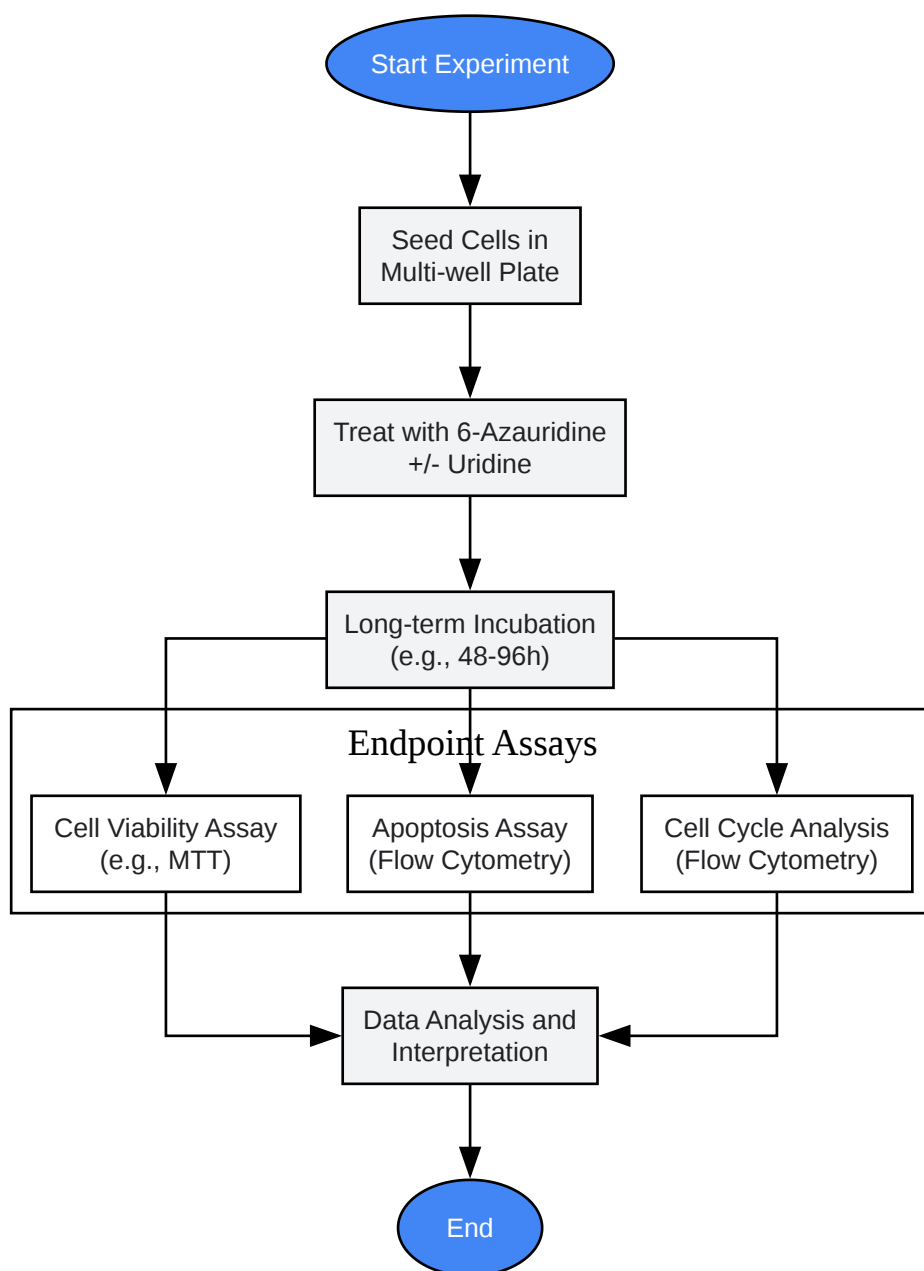 Start Experiment
Seed Cells in
Multi-well Plate
Treat with 6-Azauridine
+/- Uridine
Long-term Incubation
(e.g., 48-96h)
Endpoint Assays
Cell Viability Assay
(e.g., MTT)
Apoptosis Assay
(Flow Cytometry)
Cell Cycle Analysis
(Flow Cytometry)
Data Analysis and
Interpretation
End